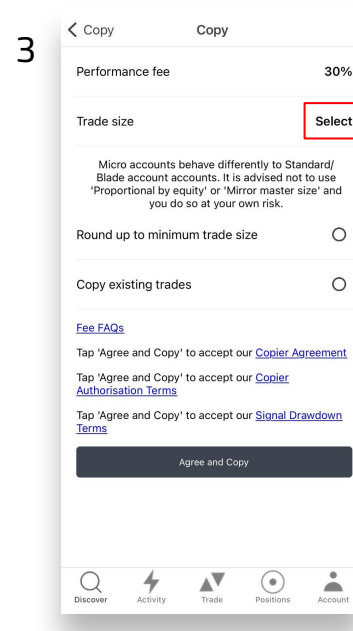 3
Copy Copy
Performance fee 30%
Trade size Select
Micro accounts behave differently to Standard/
Blade account accounts. It is advised not to use
'Proportional by equity' or 'Mirror master size' and
you do so at your own risk.
Round up to minimum trade size
Copy existing trades
Fee FAQs
Tap 'Agree and Copy' to accept our Copier Agreement
Tap 'Agree and Copy' to accept our Copier
Authorisation Terms
Tap 'Agree and Copy' to accept our Signal Drawdown
Terms
Agree and Copy
Discover Activity Trade Positions Account